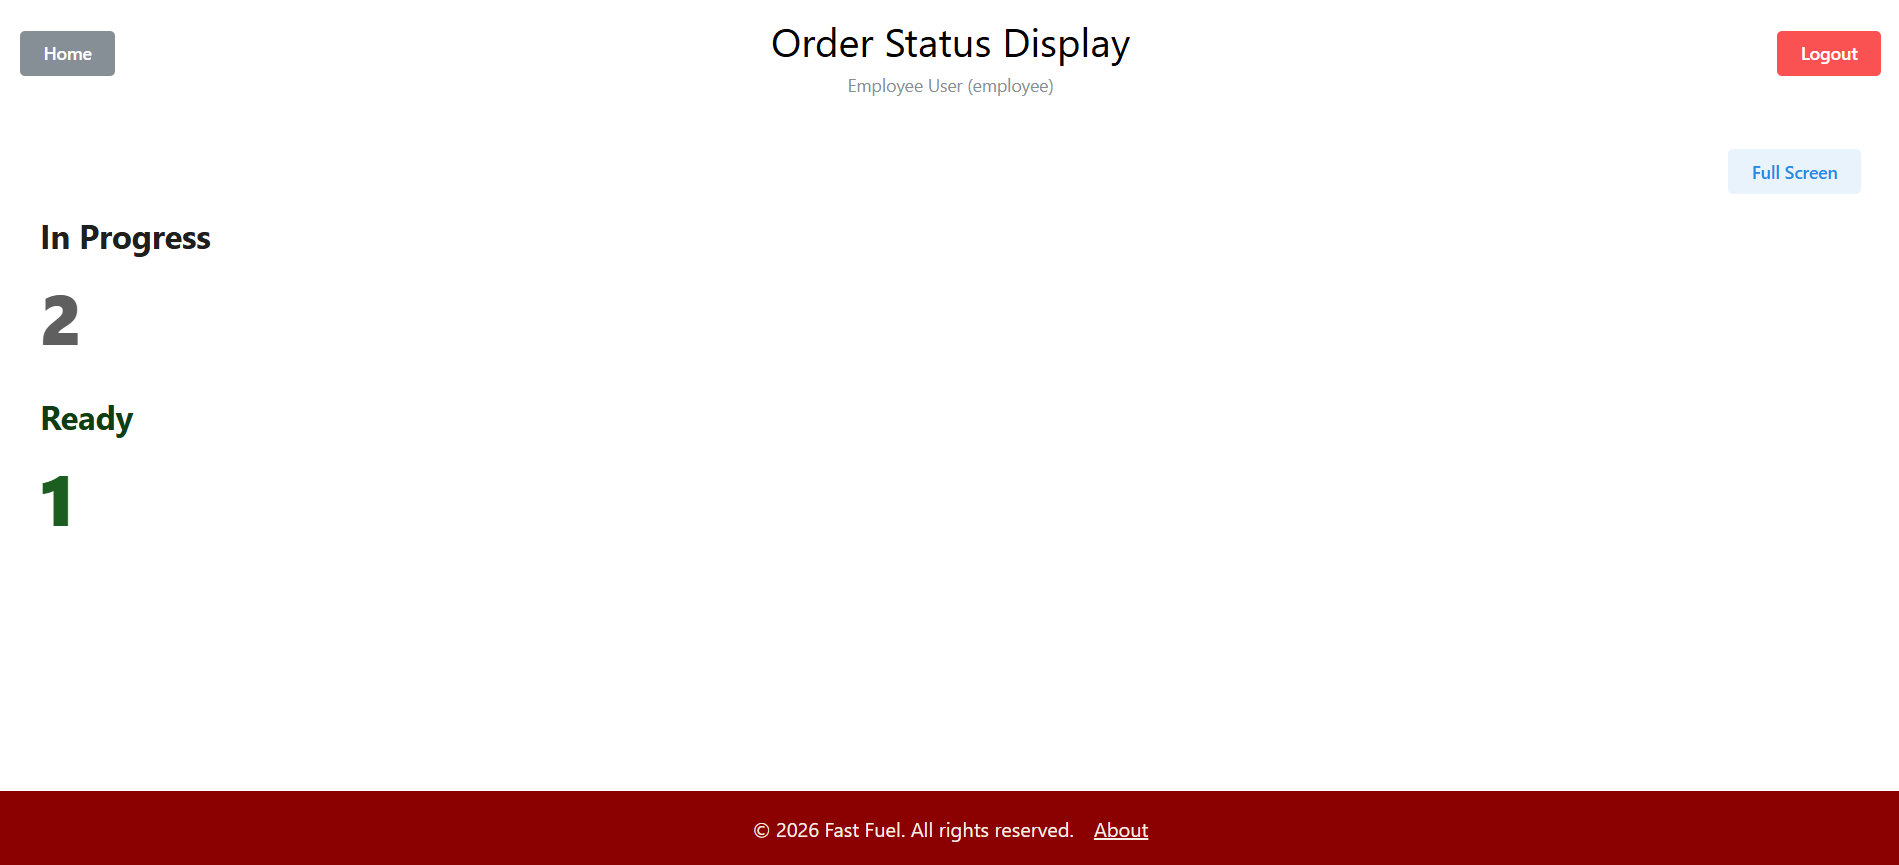 Home
Order Status Display
Employee User (employee)
Logout
Full Screen
In Progress
2
Ready
1
© 2026 Fast Fuel. All rights reserved. About